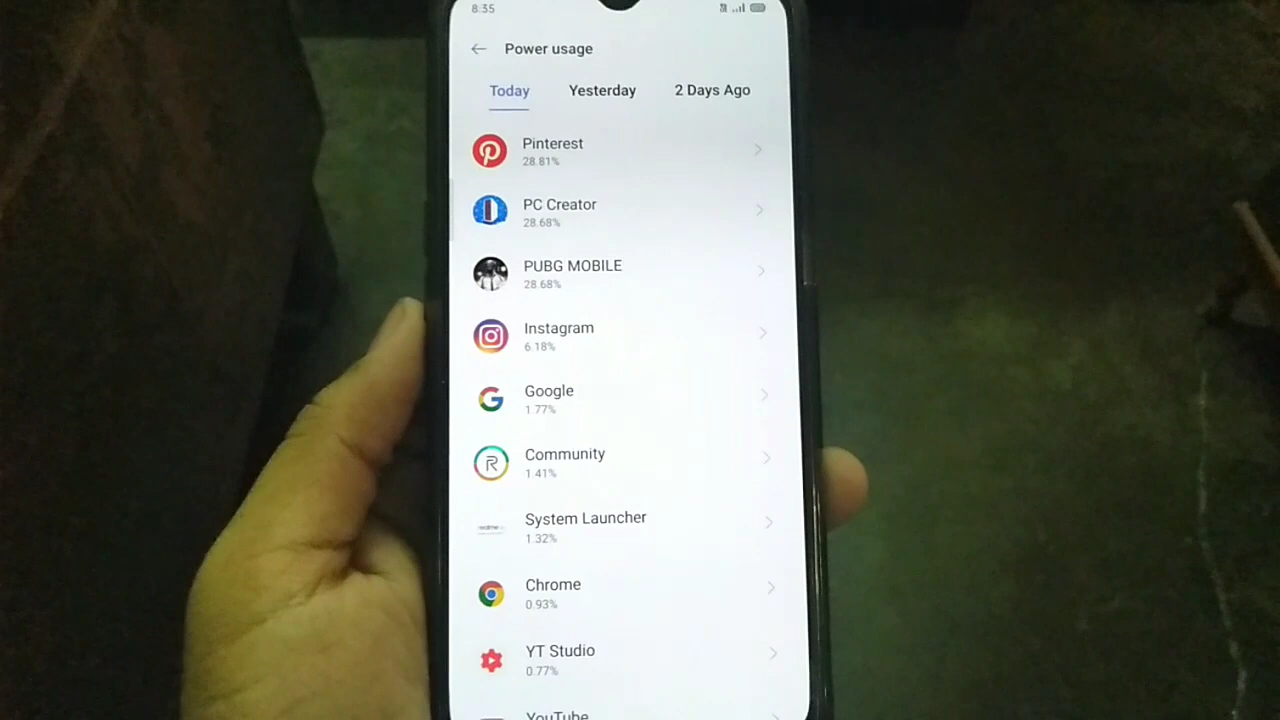 8:35
Power usage
Today Yesterday 2 Days Ago
Pinterest
28.81%
PC Creator
28.68%
PUBG MOBILE
28.68%
Instagram
6.18%
Google
1.77%
Community
1.41%
System Launcher
1.32%
realme
Chrome
0.93%
YT Studio
0.77%
YouTube